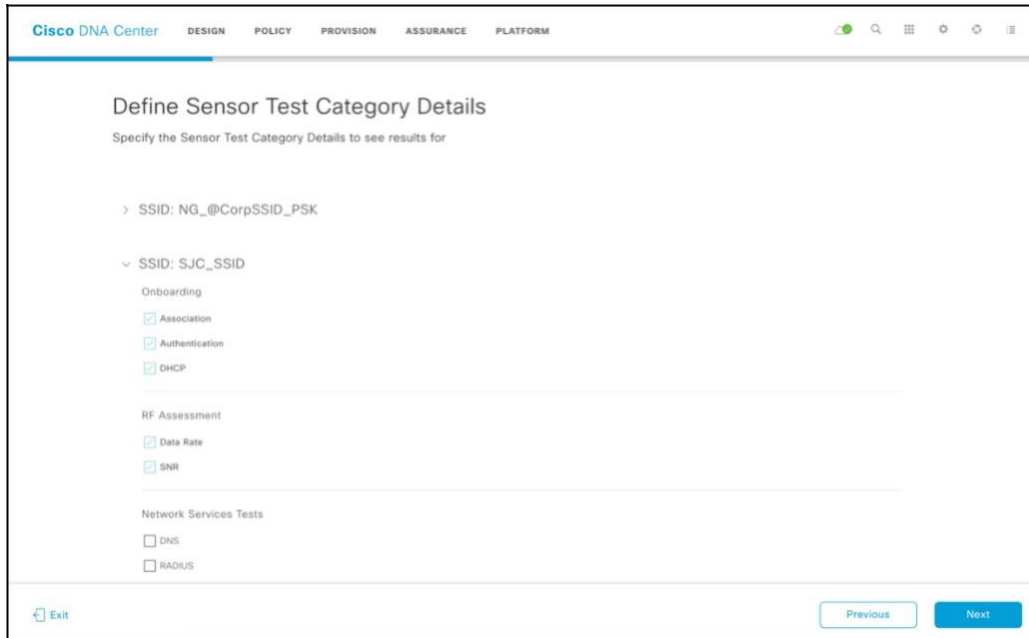 Cisco DNA Center DESIGN POLICY PROVISION ASSURANCE PLATFORM
Define Sensor Test Category Details
Specify the Sensor Test Category Details to see results for
SSID: NG_@CorpSSID_PSK
SSID: SJC_SSID
Onboarding
Association
Authentication
DHCP
RF Assessment
Data Rate
SNR
Network Services Tests
DNS
RADIUS
Exit Previous Next